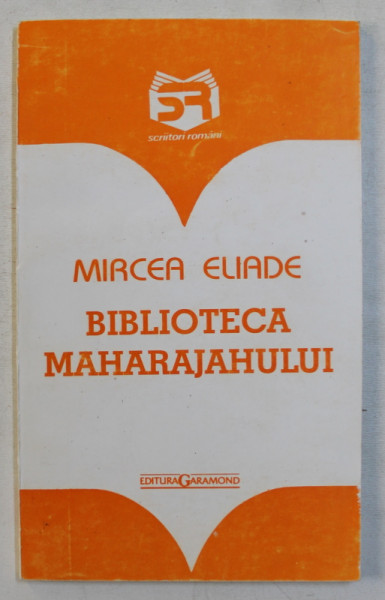 SR
scriitori români
MIRCEA ELIADE
BIBLIOTECA
MAHARAJAHULUI
EDITURA GARAMOND